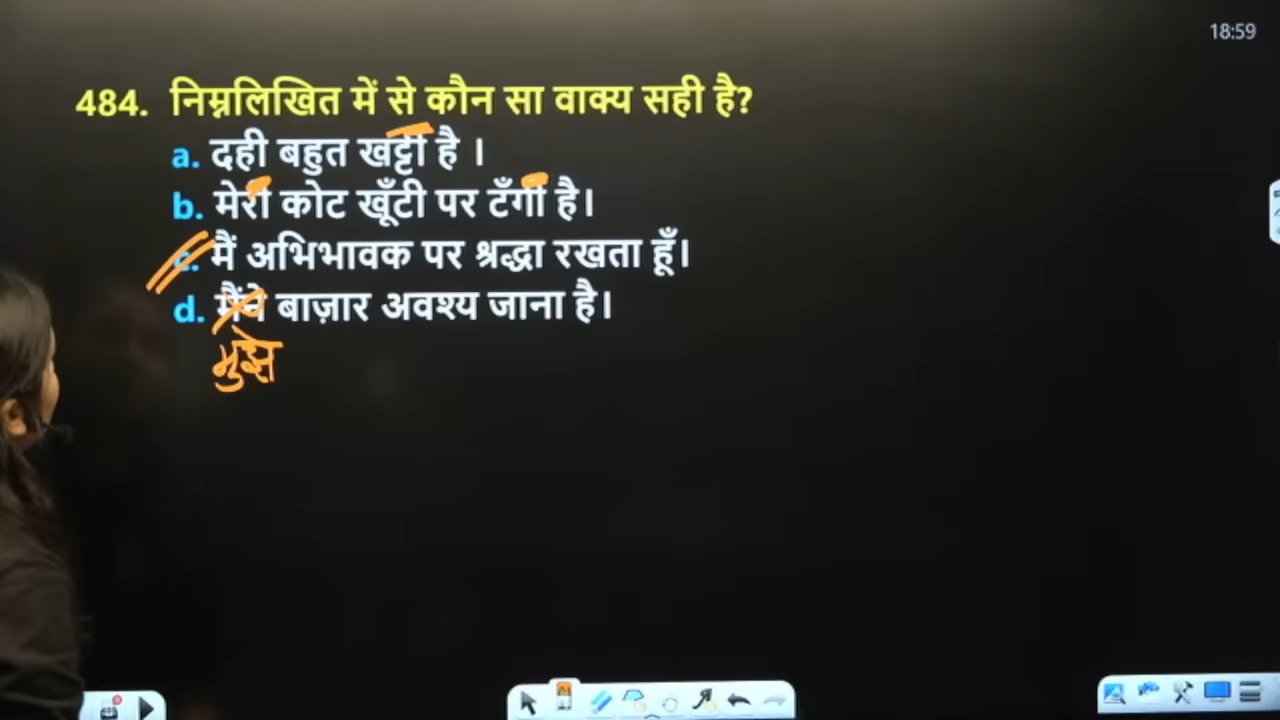 18:59
484. निम्नलिखित में से कौन सा वाक्य सही है?
a. दही बहुत खट्टी है ।
b. मेरी कोट खूँटी पर टँगी है।
c. मैं अभिभावक पर श्रद्धा रखता हूँ।
d. मैंने बाज़ार अवश्य जाना है।
मुझे